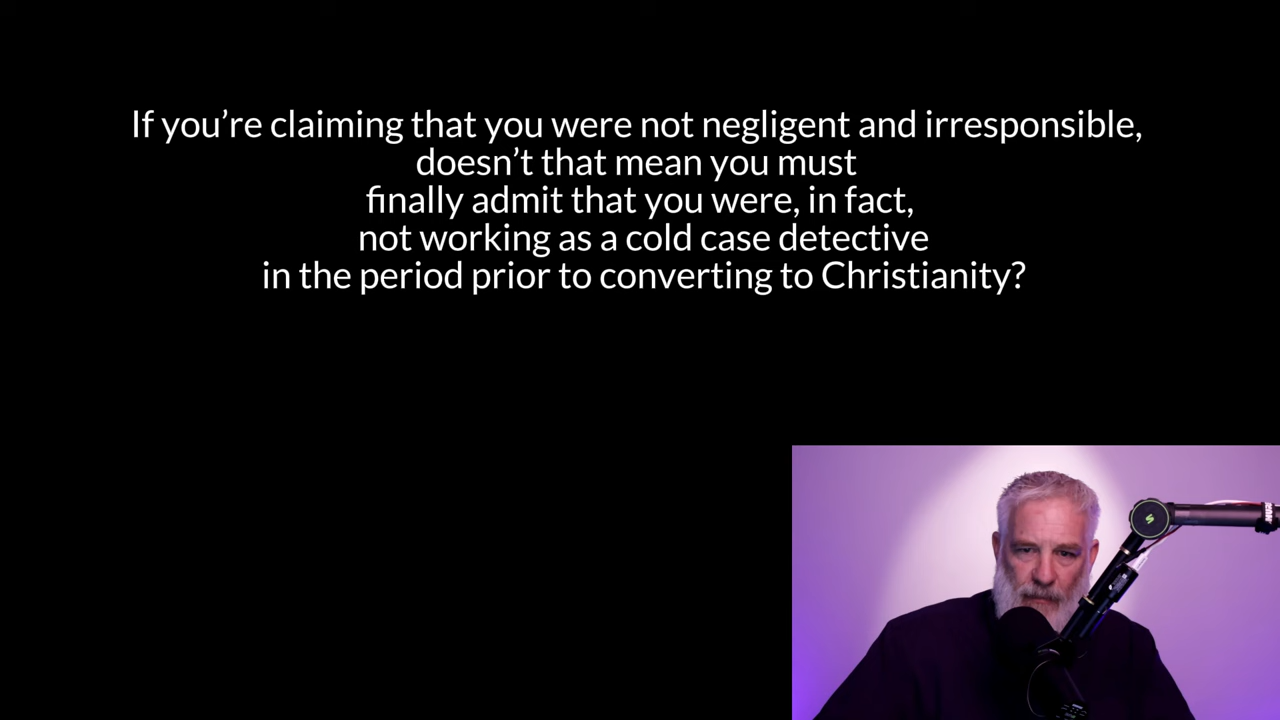 If you’re claiming that you were not negligent and irresponsible,
doesn’t that mean you must
finally admit that you were, in fact,
not working as a cold case detective
in the period prior to converting to Christianity?